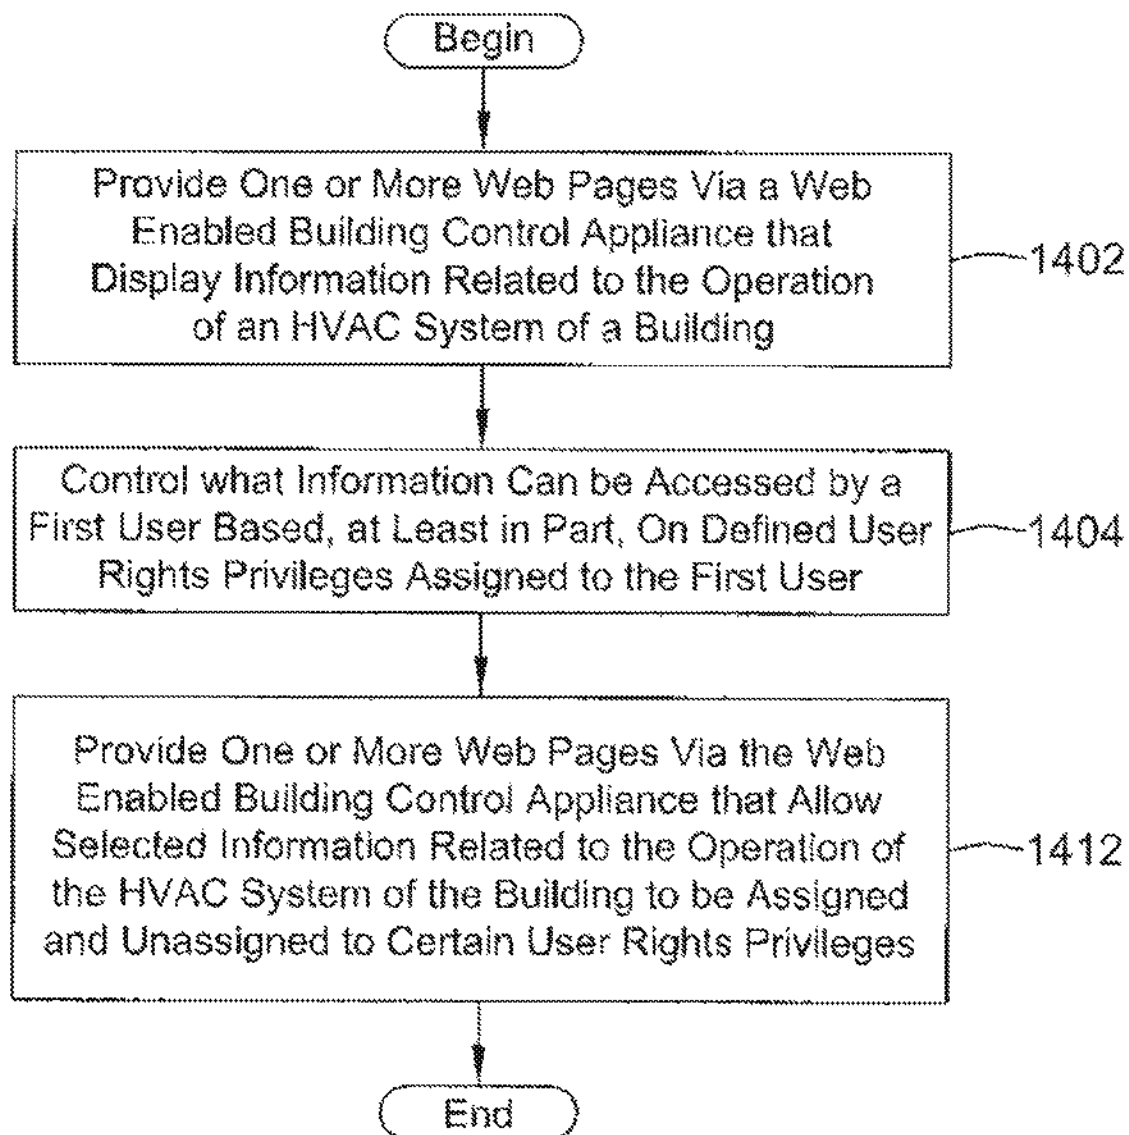 Begin
Provide One or More Web Pages Via a Web
Enabled Building Control Appliance that
Display Information Related to the Operation
of an HVAC System of a Building
1402
Control what Information Can be Accessed by a
First User Based, at Least in Part, On Defined User
Rights Privileges Assigned to the First User
1404
Provide One or More Web Pages Via the Web
Enabled Building Control Appliance that Allow
Selected Information Related to the Operation of
the HVAC System of the Building to be Assigned
and Unassigned to Certain User Rights Privileges
1412
End